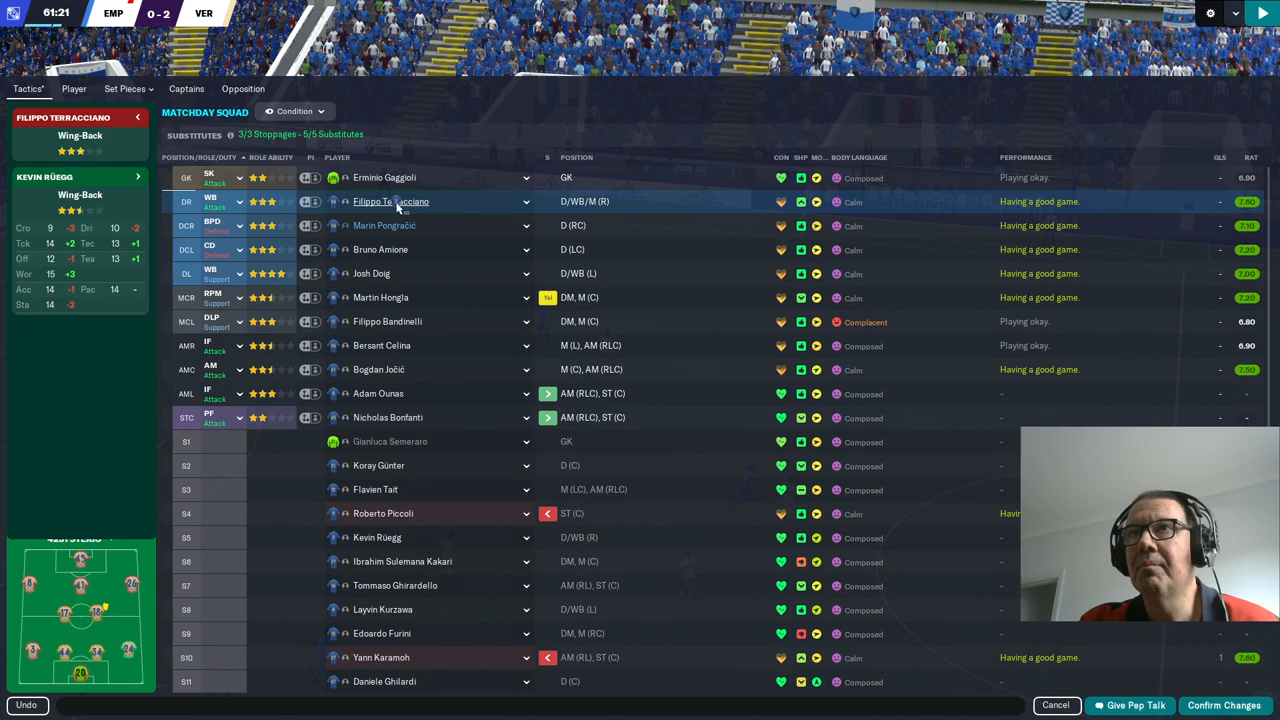 61:21 EMP 0 - 2 VER
Tactics* Player Set Pieces Captains Opposition
FILIPPO TERRACCIANO
Wing-Back
KEVIN RÜEGG
Wing-Back
Cro 9 -3 Dri 10 -2
Tck 14 +2 Tec 13 +1
Off 12 -1 Tea 13 +1
Wor 15 +3
Acc 14 -1 Pac 14 -
Sta 14 -2
MATCHDAY SQUAD Condition
SUBSTITUTES 3/3 Stoppages - 5/5 Substitutes
POSITION/ROLE/DUTY ROLE ABILITY PI PLAYER S POSITION CON SHP MO... BODY LANGUAGE PERFORMANCE GLS RAT
GK SK Attack Erminio Gaggioli GK Composed Playing okay. - 6.90
DR WB Attack Filippo Te acciano D/WB/M (R) Calm Having a good game. - 7.60
DCR BPD Defend Marin Pongračić D (RC) Calm Having a good game. - 7.10
DCL CD Defend Bruno Amione D (LC) Calm Having a good game. - 7.20
DL WB Support Josh Doig D/WB (L) Calm Having a good game. - 7.00
MCR RPM Support Martin Hongla Yel DM, M (C) Calm Having a good game. - 7.20
MCL DLP Support Filippo Bandinelli DM, M (C) Complacent Playing okay. - 6.80
AMR IF Attack Bersant Celina M (L), AM (RLC) Composed Playing okay. - 6.90
AMC AM Attack Bogdan Jočić M (C), AM (RLC) Calm Having a good game. - 7.50
AML IF Attack Adam Ounas AM (RLC), ST (C) Composed - - -
STC PF Attack Nicholas Bonfanti AM (RLC), ST (C) Composed - - -
S1 Gianluca Semeraro GK Composed - - -
S2 Koray Günter D (C) Composed -
S3 Flavien Tait M (LC), AM (RLC) Composed -
S4 Roberto Piccoli ST (C) Calm Havin
S5 Kevin Rüegg D/WB (R) Composed -
S6 Ibrahim Sulemana Kakari DM, M (C) Composed -
S7 Tommaso Ghirardello AM (RL), ST (C) Composed -
S8 Layvin Kurzawa D/WB (L) Composed -
S9 Edoardo Furini DM, M (RC) Composed -
S10 Yann Karamoh AM (RL), ST (C) Calm Having a good game. 1 7.60
S11 Daniele Ghilardi D (C) Composed - - -
Undo Cancel Give Pep Talk Confirm Changes